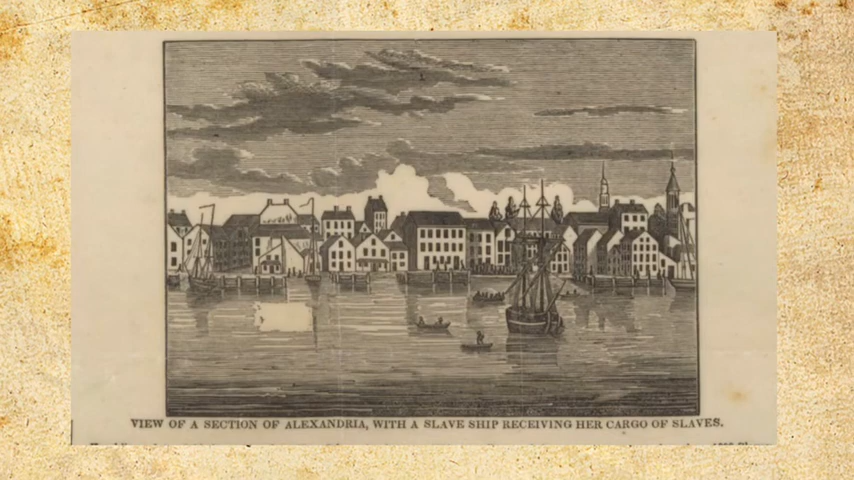 VIEW OF A SECTION OF ALEXANDRIA, WITH A SLAVE SHIP RECEIVING HER CARGO OF SLAVES.